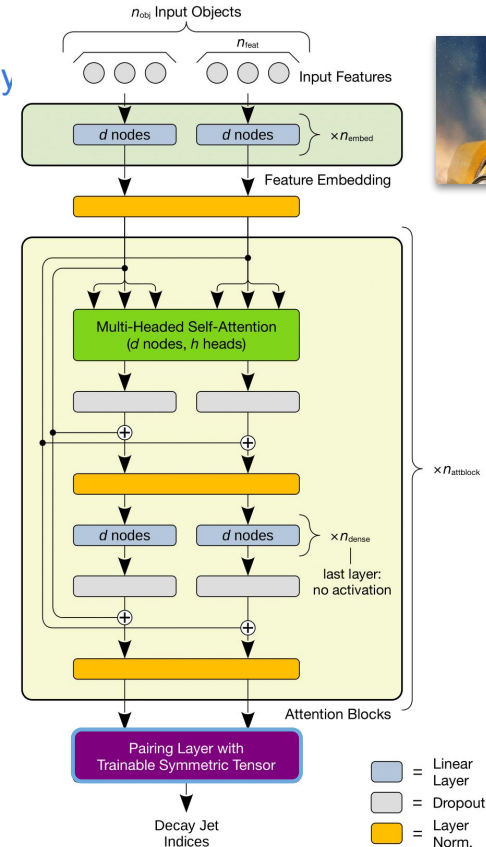 n_obj Input Objects
n_feat
y
Input Features
d nodes
d nodes
×n_embed
Feature Embedding
Multi-Headed Self-Attention
(d nodes, h heads)
+
+
×n_attblock
d nodes
d nodes
×n_dense
last layer:
no activation
+
+
Attention Blocks
Pairing Layer with
Trainable Symmetric Tensor
Decay Jet
Indices
= Linear
Layer
= Dropout
= Layer
Norm.